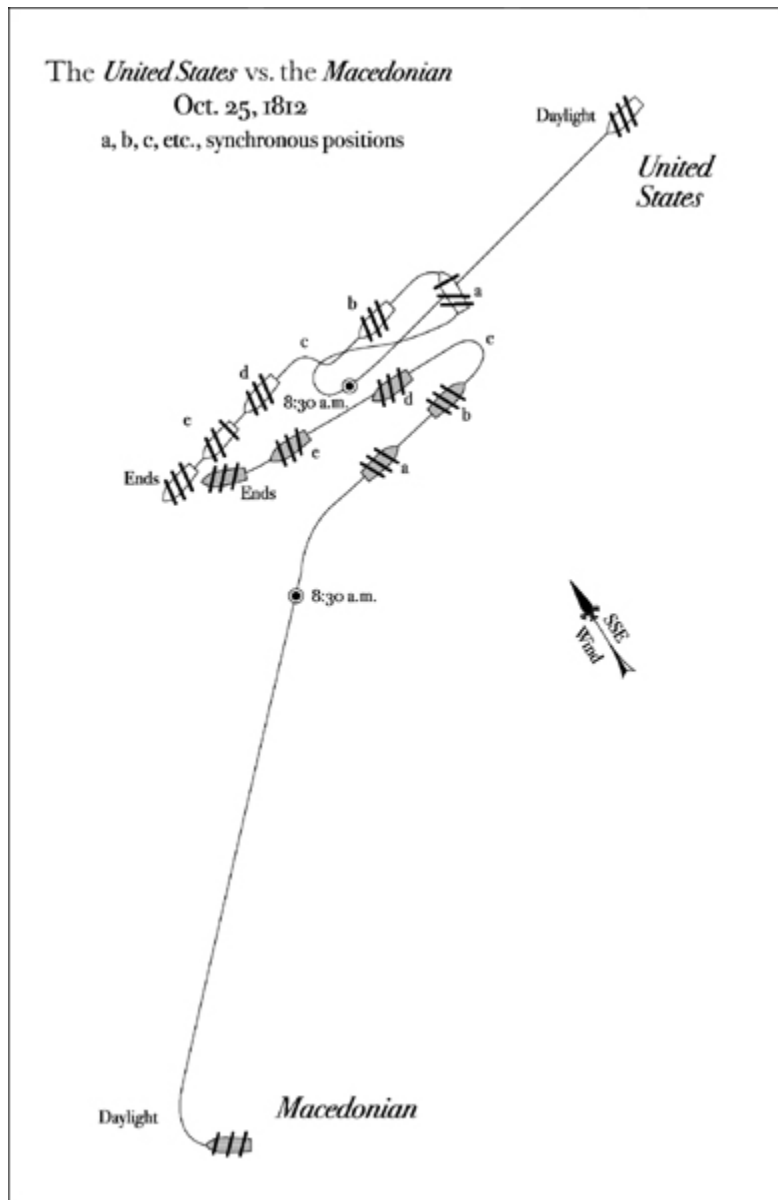 The United States vs. the Macedonian
Oct. 25, 1812
a, b, c, etc., synchronous positions
Daylight
United
States
a
b
c
c
d
8:30 a.m.
d
b
e
e
a
Ends
Ends
8:30 a.m.
SSE
Wind
Daylight
Macedonian